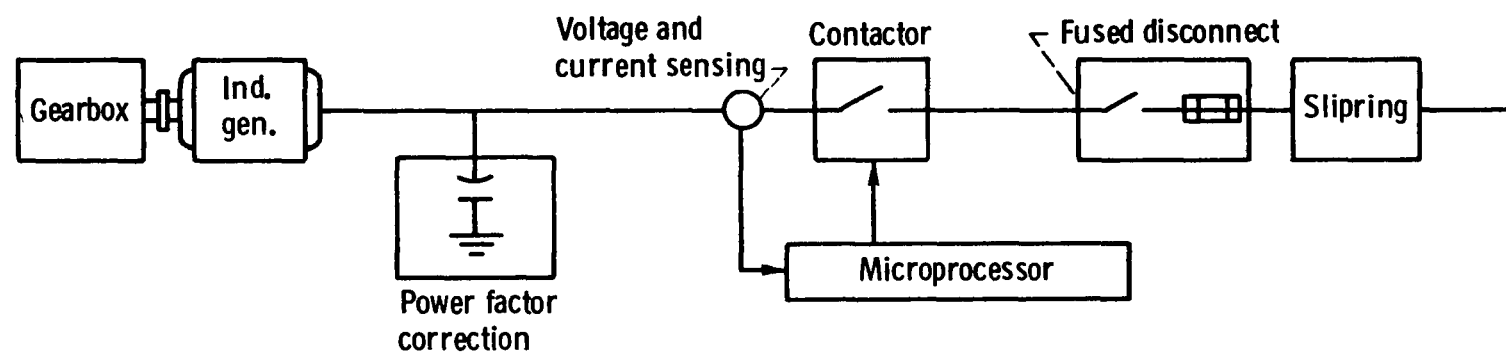 Gearbox
Ind.
gen.
Power factor
correction
Voltage and
current sensing
Contactor
Microprocessor
Fused disconnect
Slipring